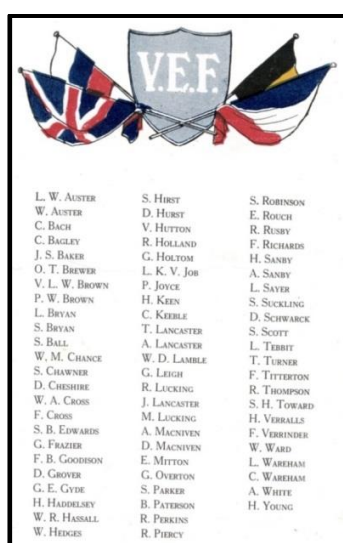 V.E.F.
L. W. AUSTER
W. AUSTER
C. BACH
C. BAGLEY
J. S. BAKER
O. T. BREWER
V. L. W. BROWN
P. W. BROWN
L. BRYAN
S. BRYAN
S. BALL
W. M. CHANCE
S. CHAWNER
D. CHESHIRE
W. A. CROSS
F. CROSS
S. B. EDWARDS
G. FRAZIER
F. B. GOODISON
D. GROVER
G. E. GYDE
H. HADDELSEY
W. R. HASSALL
W. HEDGES
S. HIRST
D. HURST
V. HUTTON
R. HOLLAND
G. HOLTOM
L. K. V. JOB
P. JOYCE
H. KEEN
C. KEEBLE
T. LANCASTER
A. LANCASTER
W. D. LAMBLE
G. LEIGH
R. LUCKING
J. LANCASTER
M. LUCKING
A. MACNIVEN
D. MACNIVEN
E. MITTON
G. OVERTON
S. PARKER
B. PATERSON
R. PERKINS
R. PIERCY
S. ROBINSON
E. ROUCH
R. RUSBY
F. RICHARDS
H. SANBY
A. SANBY
L. SAYER
S. SUCKLING
D. SCHWARCK
S. SCOTT
L. TEBBIT
T. TURNER
F. TITTERTON
R. THOMPSON
S. H. TOWARD
H. VERRALLS
F. VERRINDER
W. WARD
L. WAREHAM
C. WAREHAM
A. WHITE
H. YOUNG